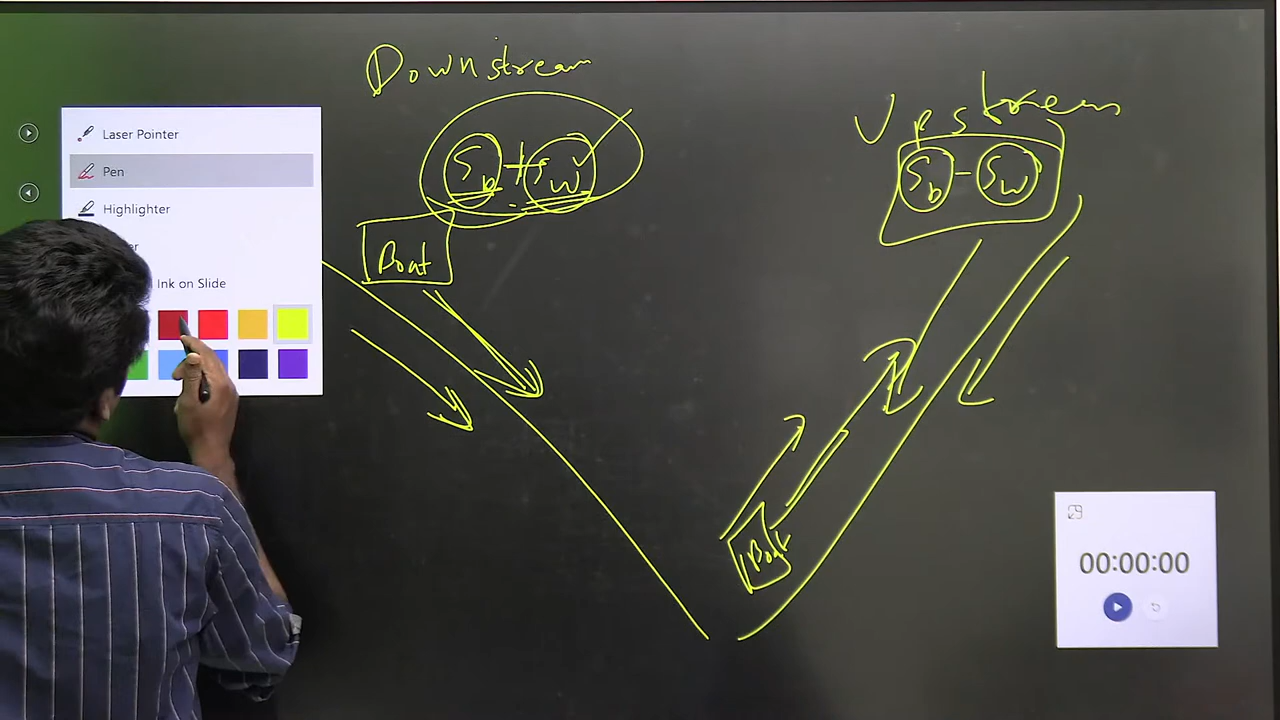 Downstream
Upstream
Sb + Sw
Sb - Sw
Boat
Boat
Laser Pointer
Pen
Highlighter
Ink on Slide
00:00:00